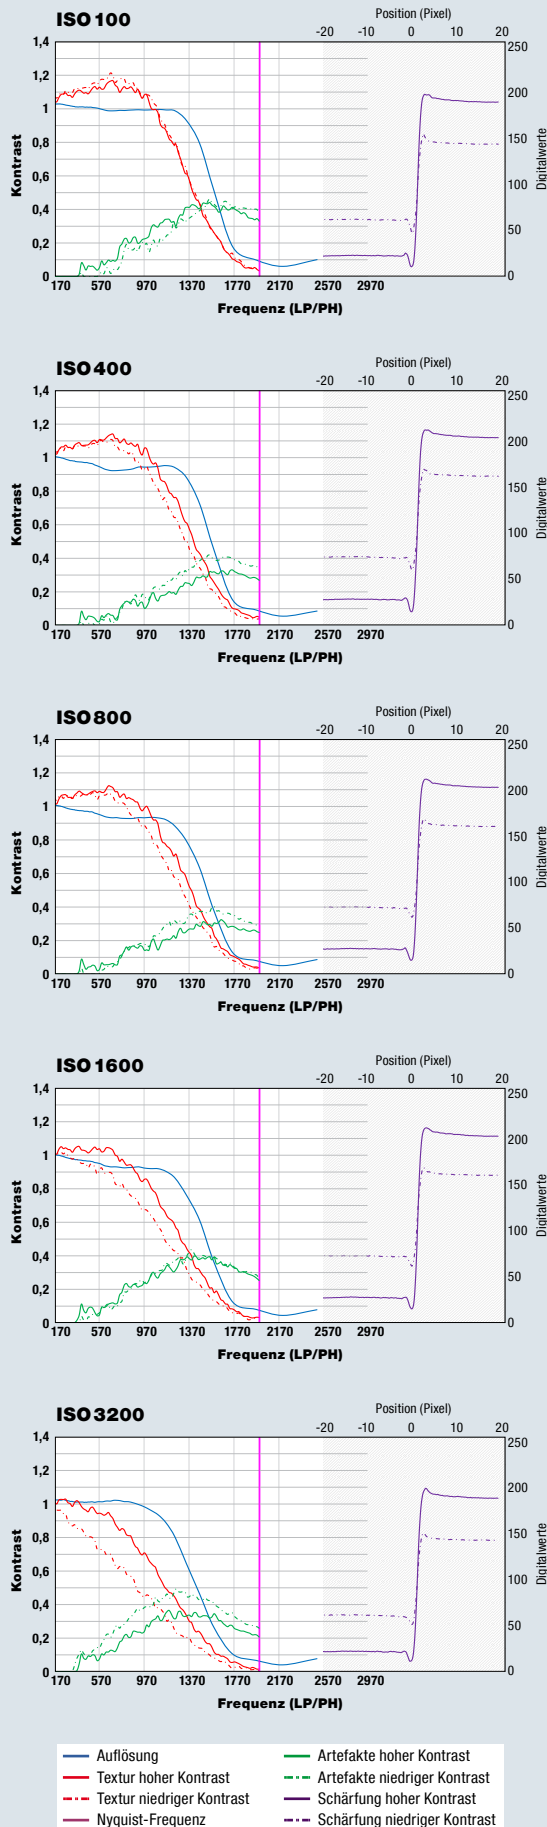 ISO 100
Position (Pixel)
-20 -10 0 10 20
1,4
1,2
1
0,8
0,6
0,4
0,2
0
Kontrast
250
200
150
100
50
0
Digitalwerte
170 570 970 1370 1770 2170 2570 2970
Frequenz (LP/PH)
ISO 400
Position (Pixel)
-20 -10 0 10 20
1,4
1,2
1
0,8
0,6
0,4
0,2
0
Kontrast
250
200
150
100
50
0
Digitalwerte
170 570 970 1370 1770 2170 2570 2970
Frequenz (LP/PH)
ISO 800
Position (Pixel)
-20 -10 0 10 20
1,4
1,2
1
0,8
0,6
0,4
0,2
0
Kontrast
250
200
150
100
50
0
Digitalwerte
170 570 970 1370 1770 2170 2570 2970
Frequenz (LP/PH)
ISO 1600
Position (Pixel)
-20 -10 0 10 20
1,4
1,2
1
0,8
0,6
0,4
0,2
0
Kontrast
250
200
150
100
50
0
Digitalwerte
170 570 970 1370 1770 2170 2570 2970
Frequenz (LP/PH)
ISO 3200
Position (Pixel)
-20 -10 0 10 20
1,4
1,2
1
0,8
0,6
0,4
0,2
0
Kontrast
250
200
150
100
50
0
Digitalwerte
170 570 970 1370 1770 2170 2570 2970
Frequenz (LP/PH)
Auflösung
Textur hoher Kontrast
Textur niedriger Kontrast
Nyquist-Frequenz
Artefakte hoher Kontrast
Artefakte niedriger Kontrast
Schärfung hoher Kontrast
Schärfung niedriger Kontrast